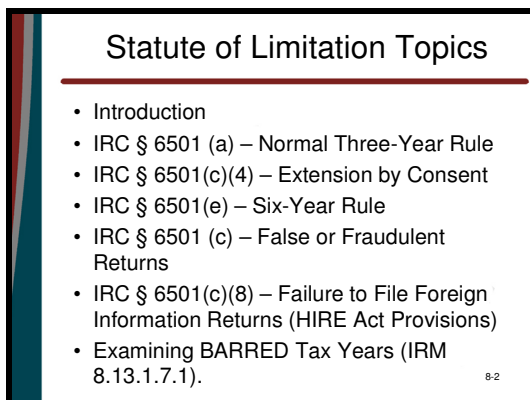 Statute of Limitation Topics
• Introduction
• IRC § 6501 (a) – Normal Three-Year Rule
• IRC § 6501(c)(4) – Extension by Consent
• IRC § 6501(e) – Six-Year Rule
• IRC § 6501 (c) – False or Fraudulent
Returns
• IRC § 6501(c)(8) – Failure to File Foreign
Information Returns (HIRE Act Provisions)
• Examining BARRED Tax Years (IRM
8.13.1.7.1).
8-2